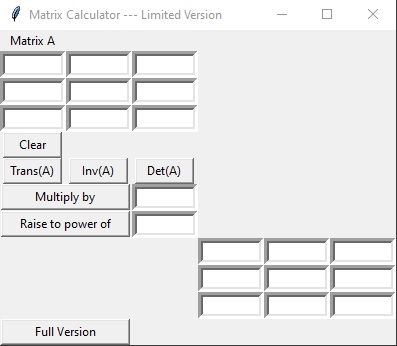 Matrix Calculator --- Limited Version
Matrix A
Clear
Trans(A) Inv(A) Det(A)
Multiply by
Raise to power of
Full Version